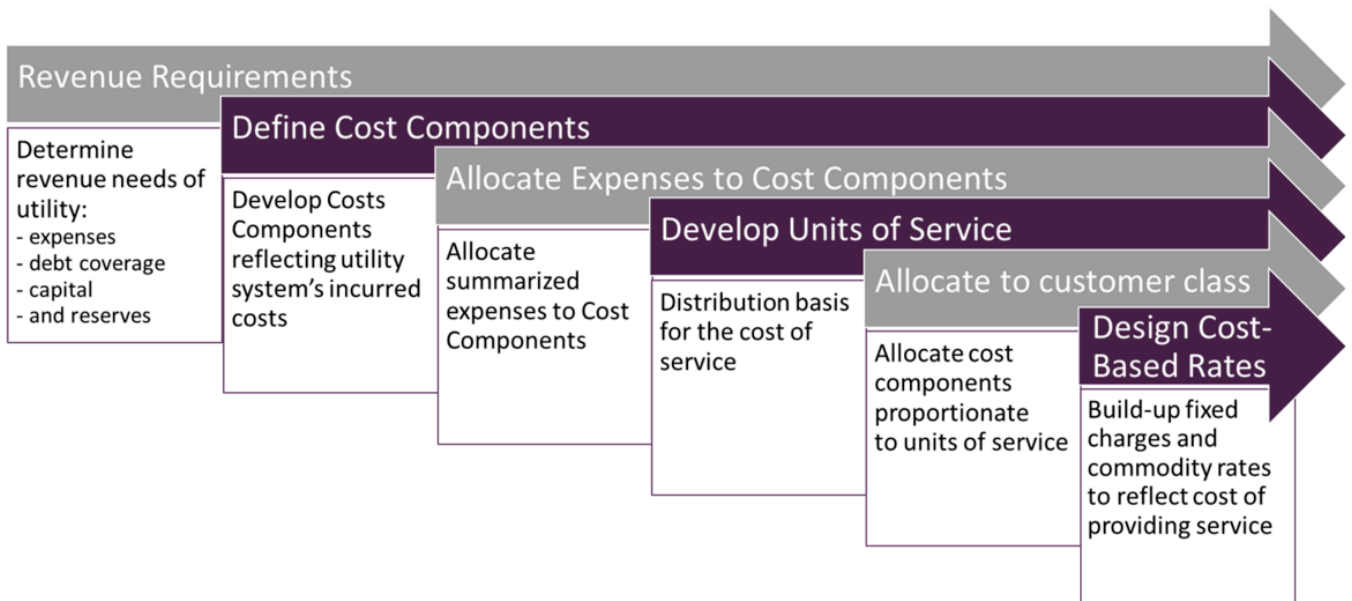 Revenue Requirements
Determine
revenue needs of
utility:
- expenses
- debt coverage
- capital
- and reserves
Define Cost Components
Develop Costs
Components
reflecting utility
system's incurred
costs
Allocate Expenses to Cost Components
Allocate
summarized
expenses to Cost
Components
Develop Units of Service
Distribution basis
for the cost of
service
Allocate to customer class
Allocate cost
components
proportionate
to units of service
Design Cost-
Based Rates
Build-up fixed
charges and
commodity rates
to reflect cost of
providing service